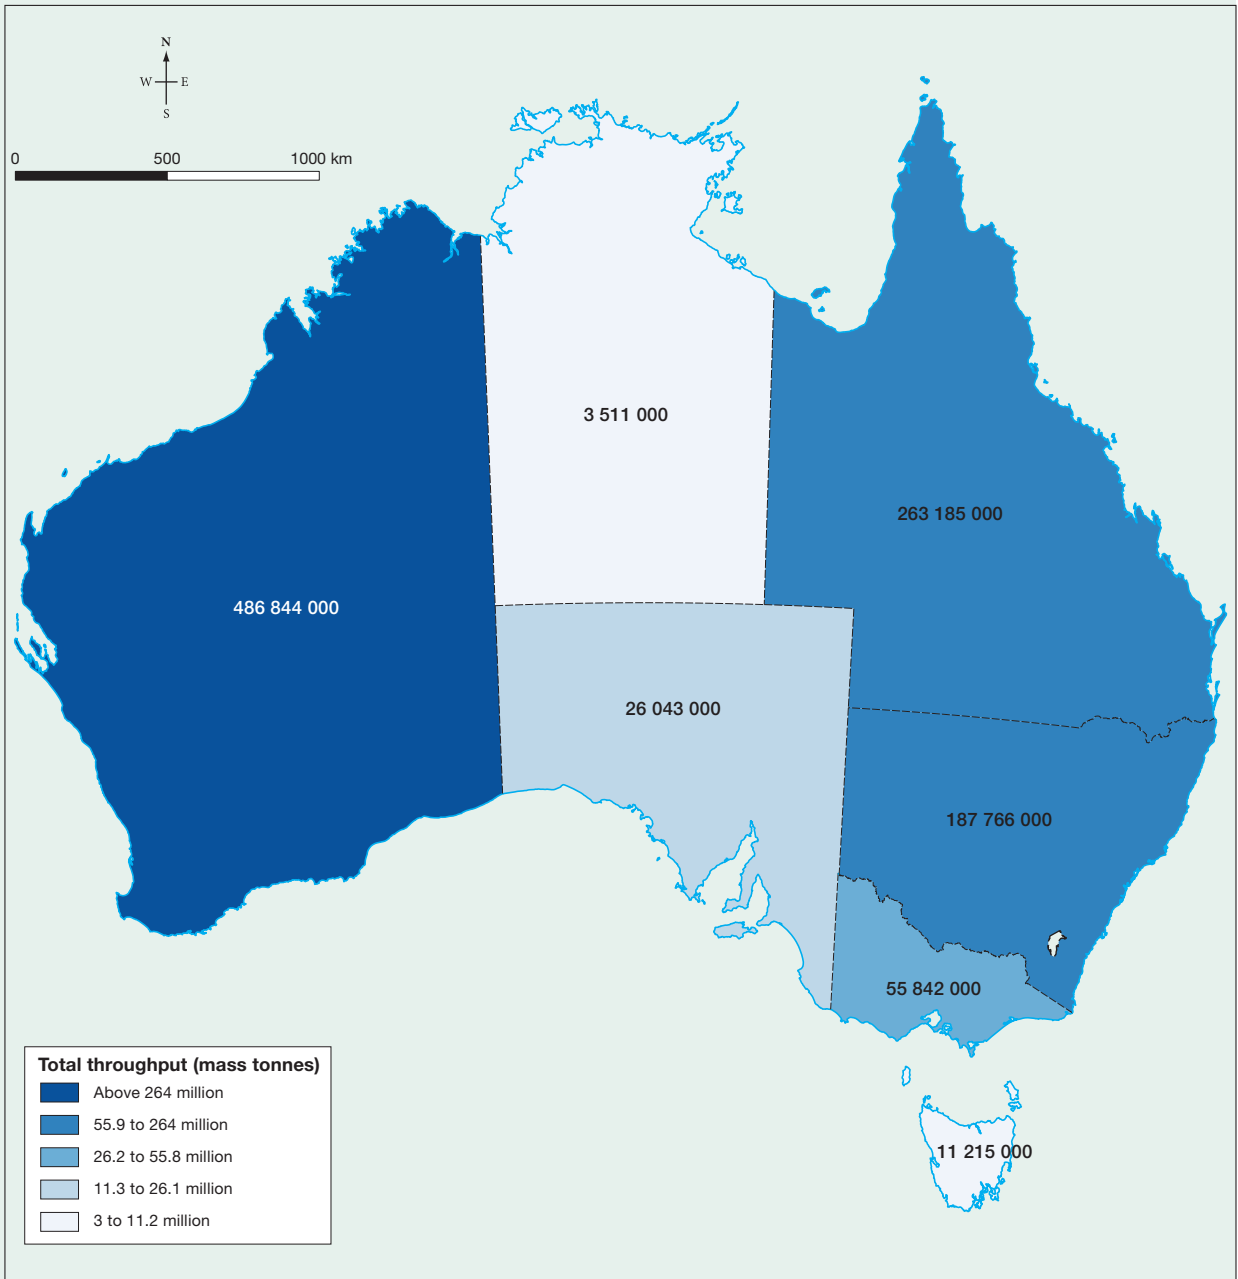 N
W E
S
0 500 1000 km
3 511 000
263 185 000
486 844 000
26 043 000
187 766 000
55 842 000
11 215 000
Total throughput (mass tonnes)
Above 264 million
55.9 to 264 million
26.2 to 55.8 million
11.3 to 26.1 million
3 to 11.2 million